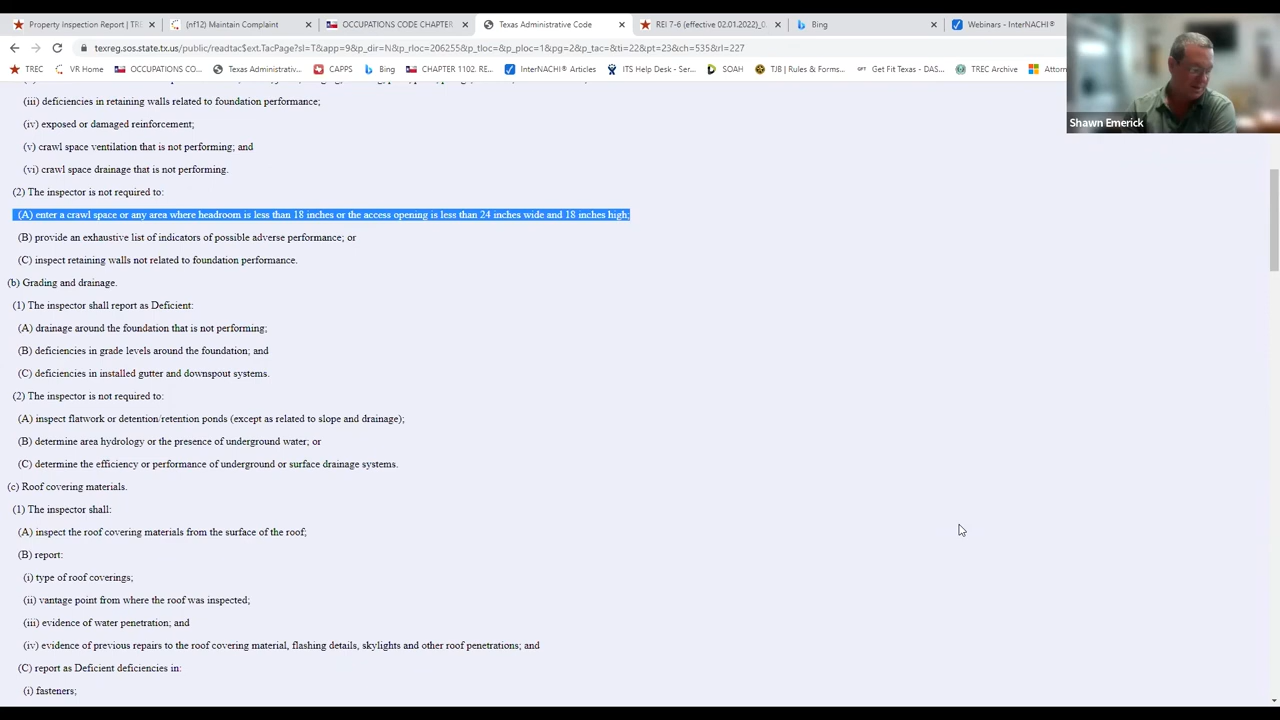 Property Inspection Report | TRE
(nf12) Maintain Complaint
OCCUPATIONS CODE CHAPTER
Texas Administrative Code
REI 7-6 (effective 02.01.2022)_0.
Bing
Webinars - InterNACHI®
texreg.sos.state.tx.us/public/readtac$ext.TacPage?sl=T&app=9&p_dir=N&p_rloc=206255&p_tloc=&p_ploc=1&pg=2&p_tac=&ti=22&pt=23&ch=535&rl=227
TREC
VR Home
OCCUPATIONS CO...
Texas Administrativ...
CAPPS
Bing
CHAPTER 1102. RE...
InterNACHI® Articles
ITS Help Desk - Ser...
SOAH
TJB | Rules & Forms...
Get Fit Texas - DAS...
TREC Archive
Attorn
Shawn Emerick
(iii) deficiencies in retaining walls related to foundation performance;
(iv) exposed or damaged reinforcement;
(v) crawl space ventilation that is not performing; and
(vi) crawl space drainage that is not performing.
(2) The inspector is not required to:
(A) enter a crawl space or any area where headroom is less than 18 inches or the access opening is less than 24 inches wide and 18 inches high;
(B) provide an exhaustive list of indicators of possible adverse performance; or
(C) inspect retaining walls not related to foundation performance.
(b) Grading and drainage.
(1) The inspector shall report as Deficient:
(A) drainage around the foundation that is not performing;
(B) deficiencies in grade levels around the foundation; and
(C) deficiencies in installed gutter and downspout systems.
(2) The inspector is not required to:
(A) inspect flatwork or detention/retention ponds (except as related to slope and drainage);
(B) determine area hydrology or the presence of underground water; or
(C) determine the efficiency or performance of underground or surface drainage systems.
(c) Roof covering materials.
(1) The inspector shall:
(A) inspect the roof covering materials from the surface of the roof;
(B) report:
(i) type of roof coverings;
(ii) vantage point from where the roof was inspected;
(iii) evidence of water penetration; and
(iv) evidence of previous repairs to the roof covering material, flashing details, skylights and other roof penetrations; and
(C) report as Deficient deficiencies in:
(i) fasteners;